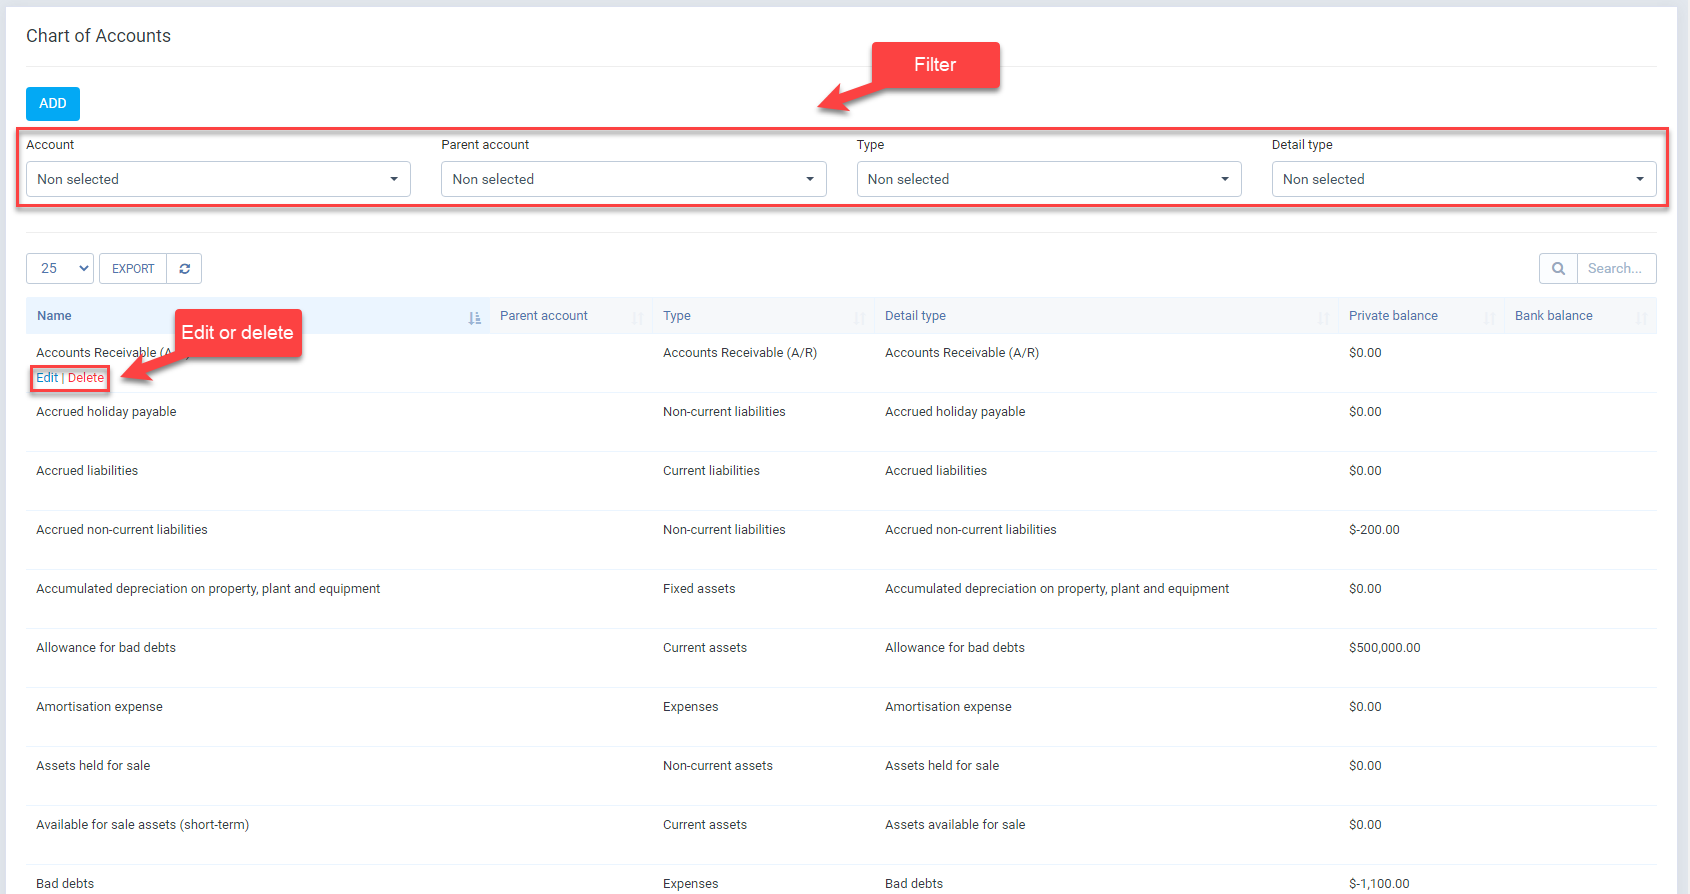 Chart of Accounts
Filter
ADD
Account Parent account Type Detail type
Non selected Non selected Non selected Non selected
25 EXPORT Search...
Name Parent account Type Detail type Private balance Bank balance
Edit or delete
Accounts Receivable (A Accounts Receivable (A/R) Accounts Receivable (A/R) $0.00
Edit | Delete
Accrued holiday payable Non-current liabilities Accrued holiday payable $0.00
Accrued liabilities Current liabilities Accrued liabilities $0.00
Accrued non-current liabilities Non-current liabilities Accrued non-current liabilities $-200.00
Accumulated depreciation on property, plant and equipment Fixed assets Accumulated depreciation on property, plant and equipment $0.00
Allowance for bad debts Current assets Allowance for bad debts $500,000.00
Amortisation expense Expenses Amortisation expense $0.00
Assets held for sale Non-current assets Assets held for sale $0.00
Available for sale assets (short-term) Current assets Assets available for sale $0.00
Bad debts Expenses Bad debts $-1,100.00